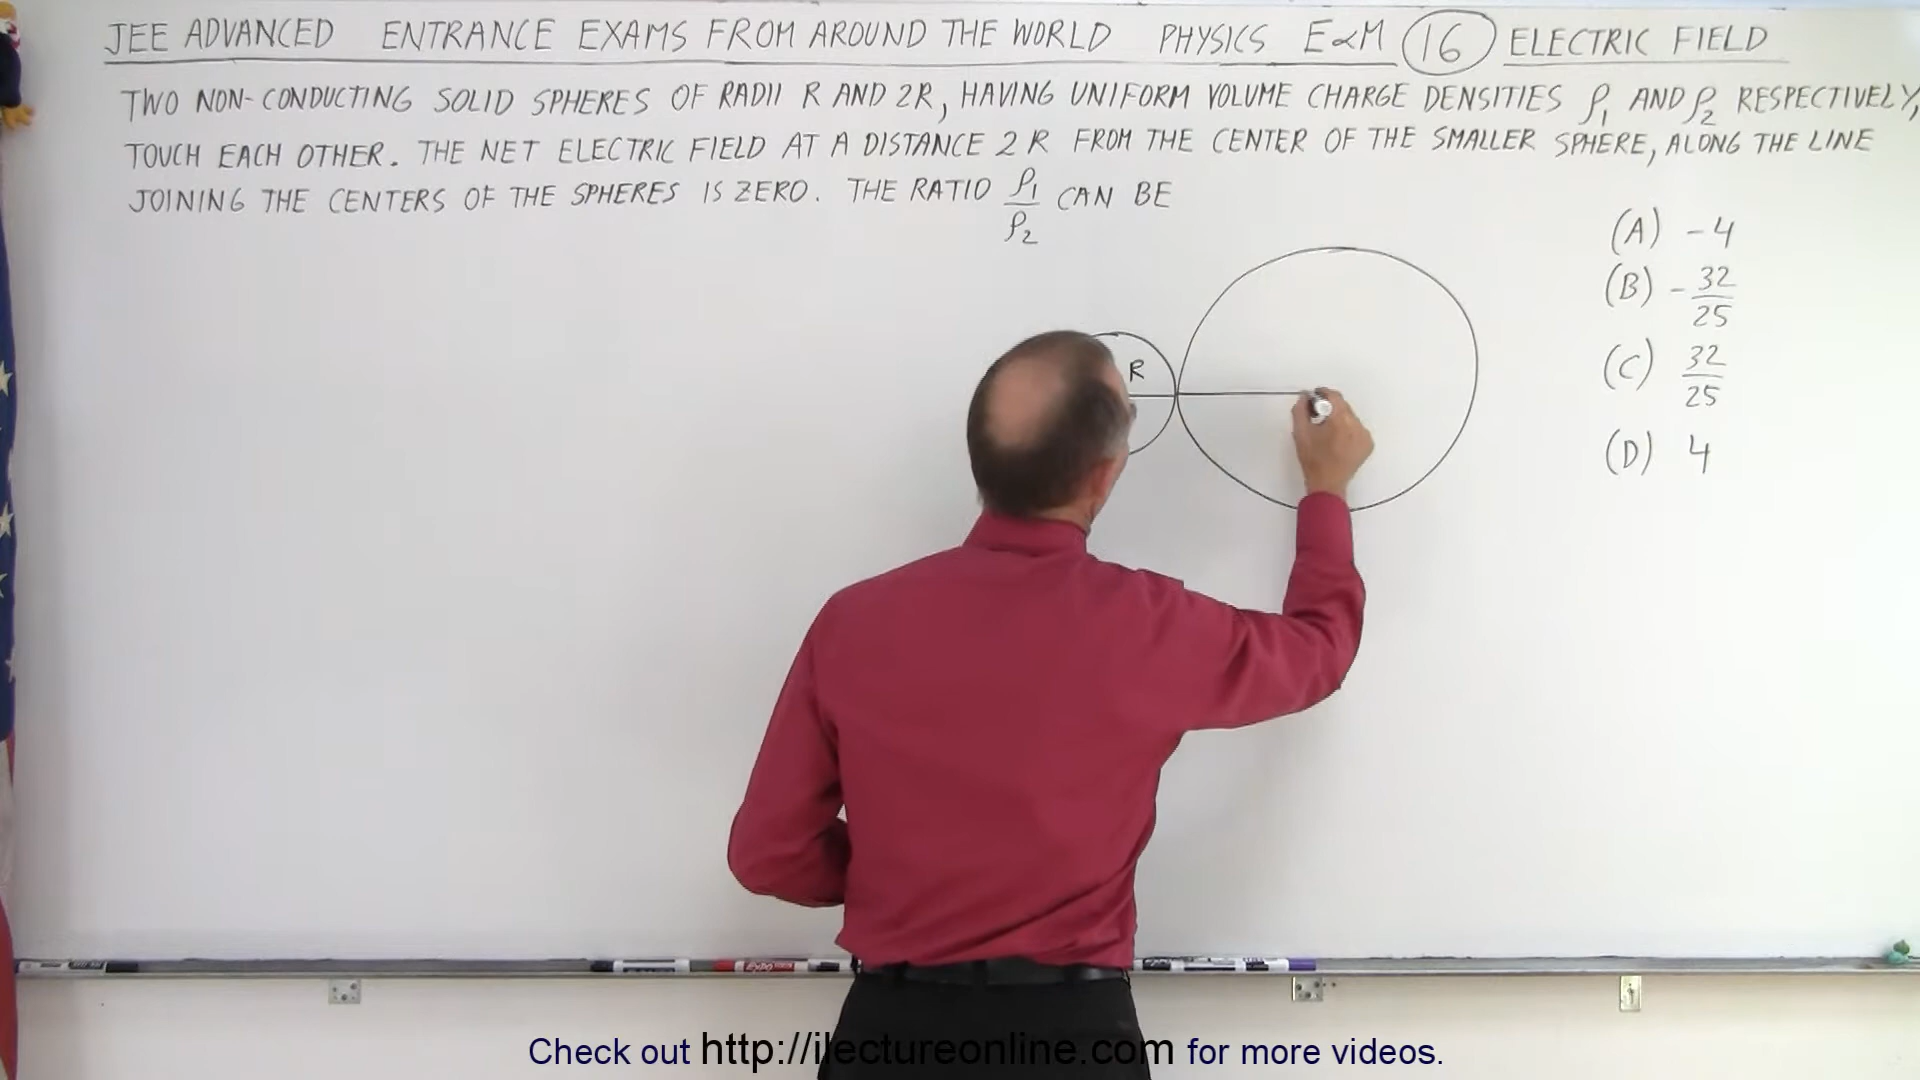 JEE ADVANCED ENTRANCE EXAMS FROM AROUND THE WORLD PHYSICS E&M 16 ELECTRIC FIELD
TWO NON-CONDUCTING SOLID SPHERES OF RADII R AND 2R, HAVING UNIFORM VOLUME CHARGE DENSITIES ρ₁ AND ρ₂ RESPECTIVELY,
TOUCH EACH OTHER. THE NET ELECTRIC FIELD AT A DISTANCE 2R FROM THE CENTER OF THE SMALLER SPHERE, ALONG THE LINE
JOINING THE CENTERS OF THE SPHERES IS ZERO. THE RATIO ρ₁/ρ₂ CAN BE
(A) -4
(B) -32/25
(C) 32/25
(D) 4
R
Check out http://ilectureonline.com for more videos.